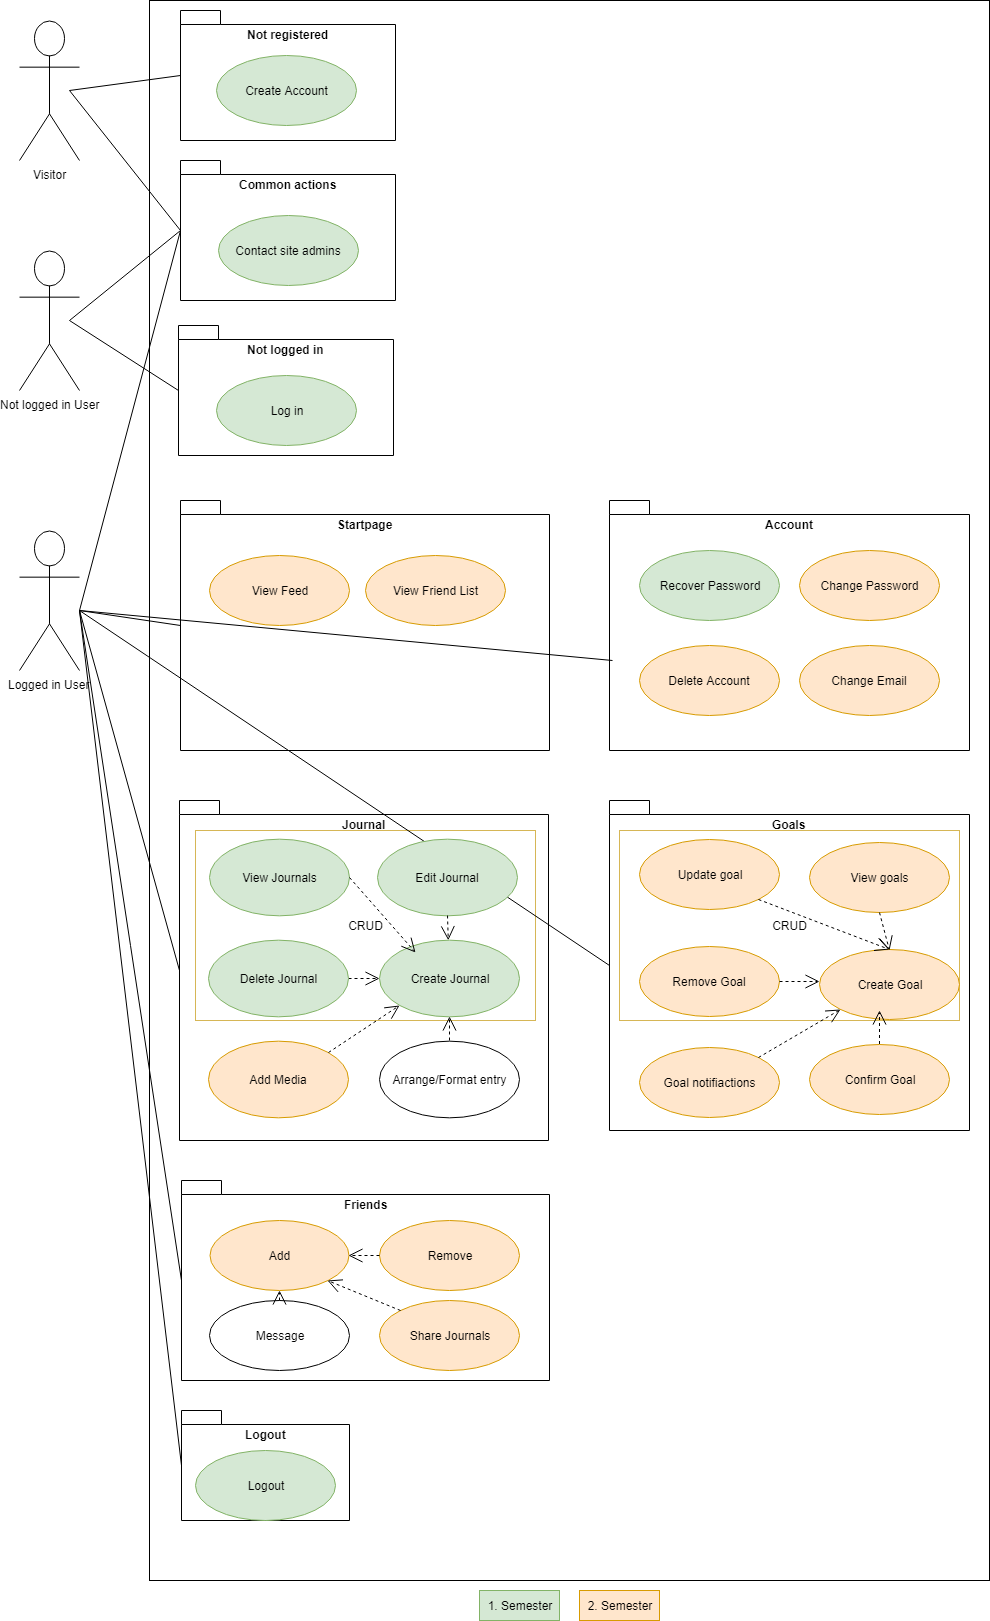 Not registered
Create Account
Visitor
Common actions
Contact site admins
Not logged in
Log in
Not logged in User
Startpage
View Feed
View Friend List
Account
Recover Password
Change Password
Delete Account
Change Email
Logged in User
Journal
View Journals
Edit Journal
CRUD
Delete Journal
Create Journal
Add Media
Arrange/Format entry
Goals
Update goal
View goals
CRUD
Remove Goal
Create Goal
Goal notifiactions
Confirm Goal
Friends
Add
Remove
Message
Share Journals
Logout
Logout
1. Semester
2. Semester